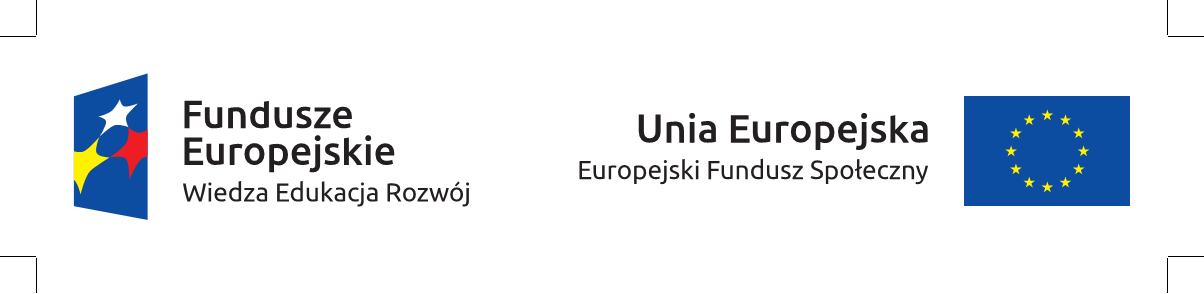 Fundusze
Europejskie
Wiedza Edukacja Rozwój
Unia Europejska
Europejski Fundusz Społeczny